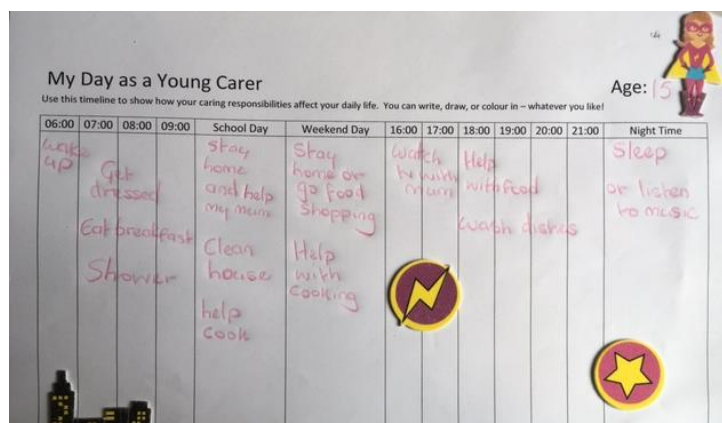 My Day as a Young Carer
Age: 15
Use this timeline to show how your caring responsibilities affect your daily life. You can write, draw, or colour in – whatever you like!
06:00 07:00 08:00 09:00 School Day Weekend Day 16:00 17:00 18:00 19:00 20:00 21:00 Night Time
wake
up
Get
dressed
Eat breakfast
Shower
Stay
home
and help
my mum
Clean
house
help
cook
Stay
home or
go food
Shopping
Help
with
cooking
Watch
tv with
mum
Help
with food
wash dishes
Sleep
or listen
to music